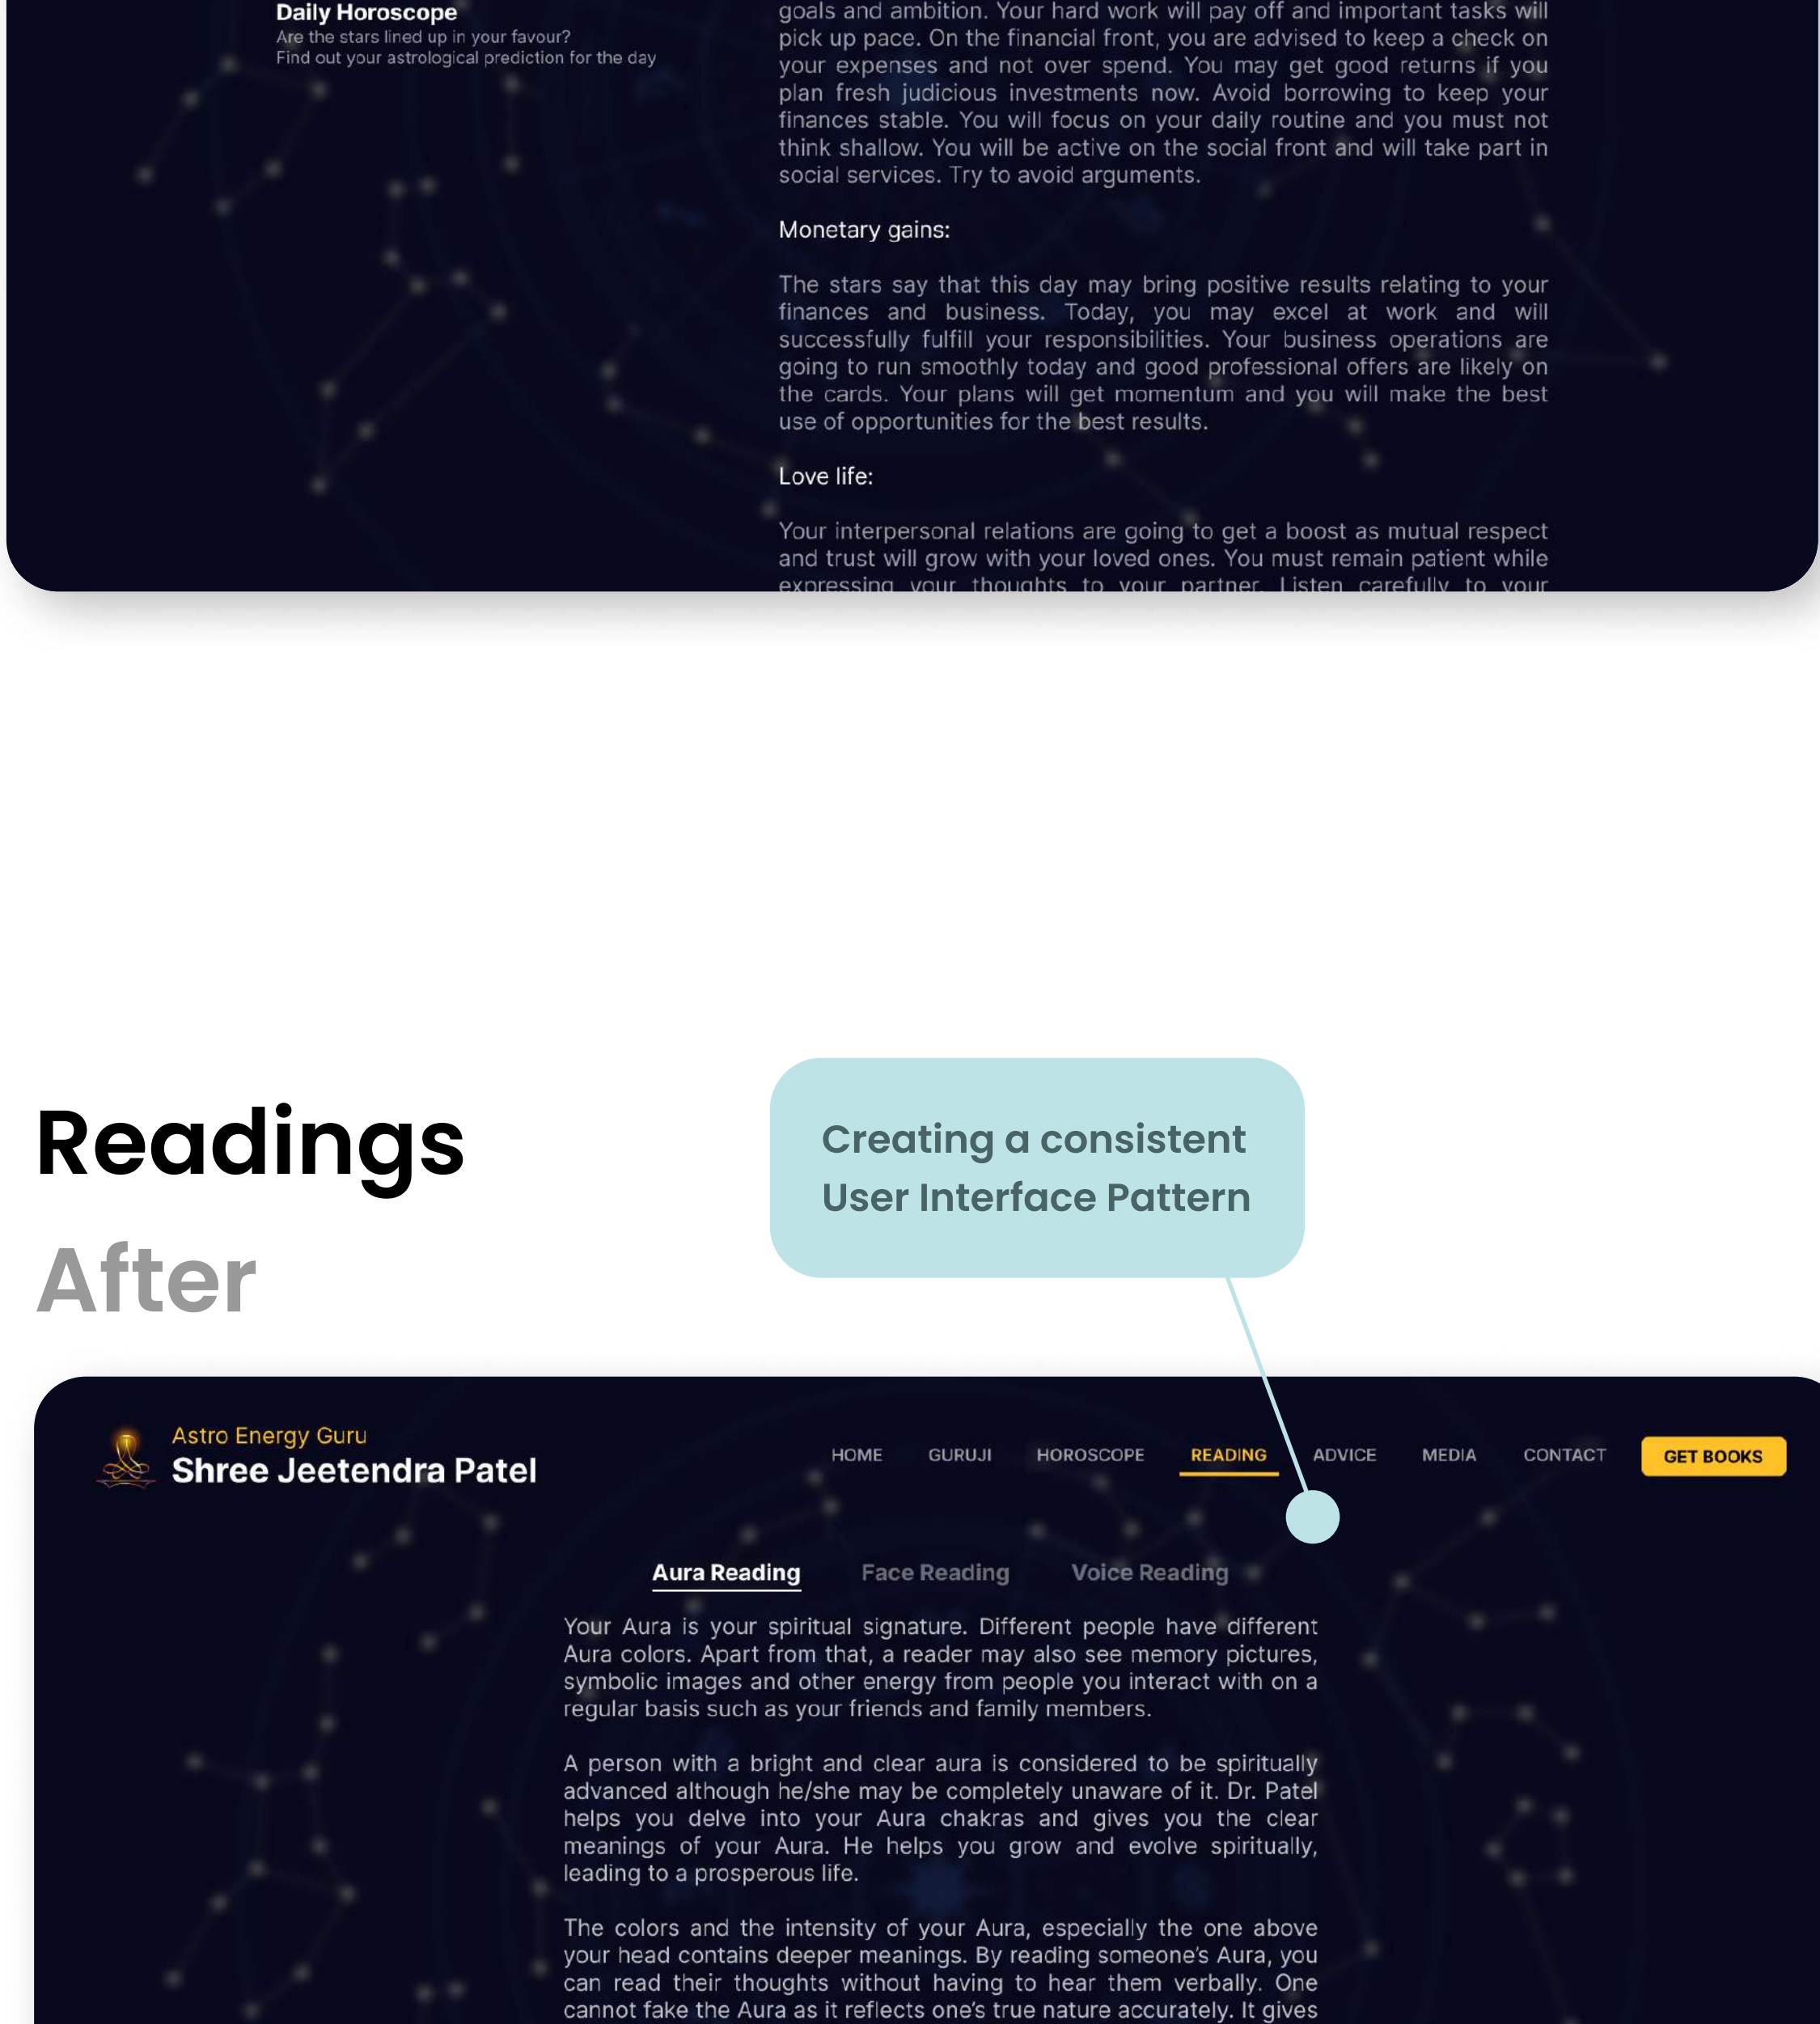 Daily Horoscope
Are the stars lined up in your favour?
Find out your astrological prediction for the day
goals and ambition. Your hard work will pay off and important tasks will
pick up pace. On the financial front, you are advised to keep a check on
your expenses and not over spend. You may get good returns if you
plan fresh judicious investments now. Avoid borrowing to keep your
finances stable. You will focus on your daily routine and you must not
think shallow. You will be active on the social front and will take part in
social services. Try to avoid arguments.
Monetary gains:
The stars say that this day may bring positive results relating to your
finances and business. Today, you may excel at work and will
successfully fulfill your responsibilities. Your business operations are
going to run smoothly today and good professional offers are likely on
the cards. Your plans will get momentum and you will make the best
use of opportunities for the best results.
Love life:
Your interpersonal relations are going to get a boost as mutual respect
and trust will grow with your loved ones. You must remain patient while
expressing your thoughts to your partner. Listen carefully to your
Readings
After
Creating a consistent
User Interface Pattern
Astro Energy Guru
Shree Jeetendra Patel
HOME GURUJI HOROSCOPE READING ADVICE MEDIA CONTACT GET BOOKS
Aura Reading Face Reading Voice Reading
Your Aura is your spiritual signature. Different people have different
Aura colors. Apart from that, a reader may also see memory pictures,
symbolic images and other energy from people you interact with on a
regular basis such as your friends and family members.
A person with a bright and clear aura is considered to be spiritually
advanced although he/she may be completely unaware of it. Dr. Patel
helps you delve into your Aura chakras and gives you the clear
meanings of your Aura. He helps you grow and evolve spiritually,
leading to a prosperous life.
The colors and the intensity of your Aura, especially the one above
your head contains deeper meanings. By reading someone’s Aura, you
can read their thoughts without having to hear them verbally. One
cannot fake the Aura as it reflects one’s true nature accurately. It gives